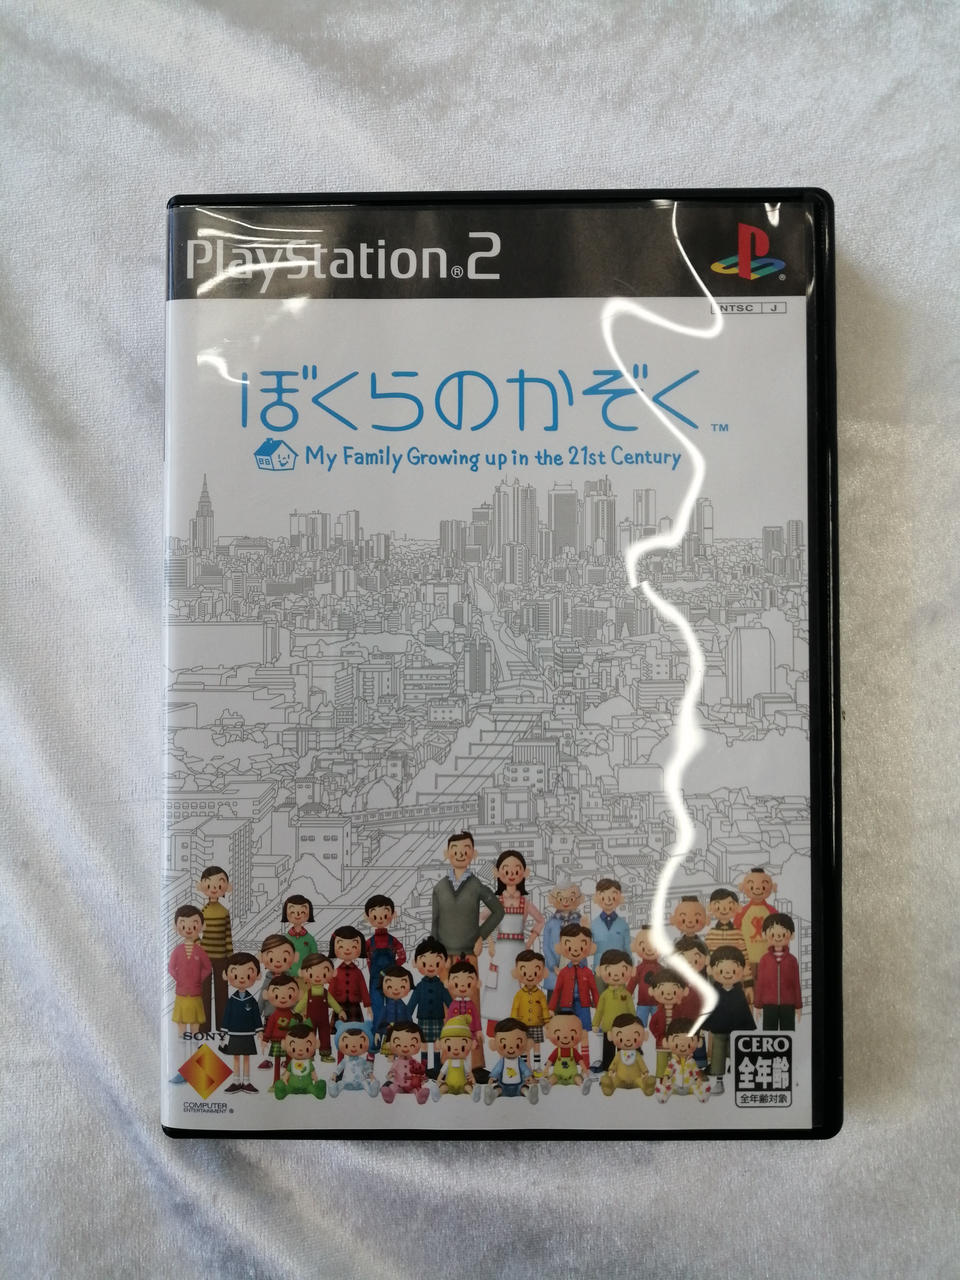 PlayStation®2
®
NTSC J
ぼくらのかぞく™
My Family Growing up in the 21st Century
SONY
COMPUTER
ENTERTAINMENT®
CERO
全年齢
全年齢対象